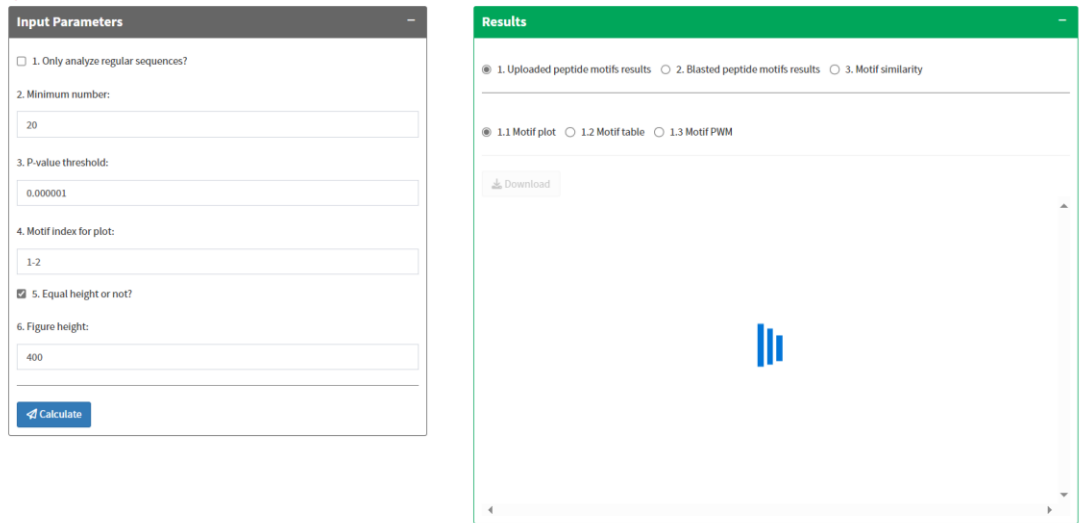 Input Parameters
1. Only analyze regular sequences?
2. Minimum number:
20
3. P-value threshold:
0.000001
4. Motif index for plot:
1-2
5. Equal height or not?
6. Figure height:
400
Calculate
Results
1. Uploaded peptide motifs results 2. Blasted peptide motifs results 3. Motif similarity
1.1 Motif plot 1.2 Motif table 1.3 Motif PWM
Download